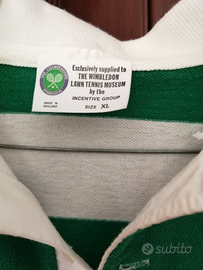 Exclusively supplied to
THE WIMBLEDON
LAWN TENNIS MUSEUM
by the
INCENTIVE GROUP
SIZE XL
MADE IN
ENGLAND
subito